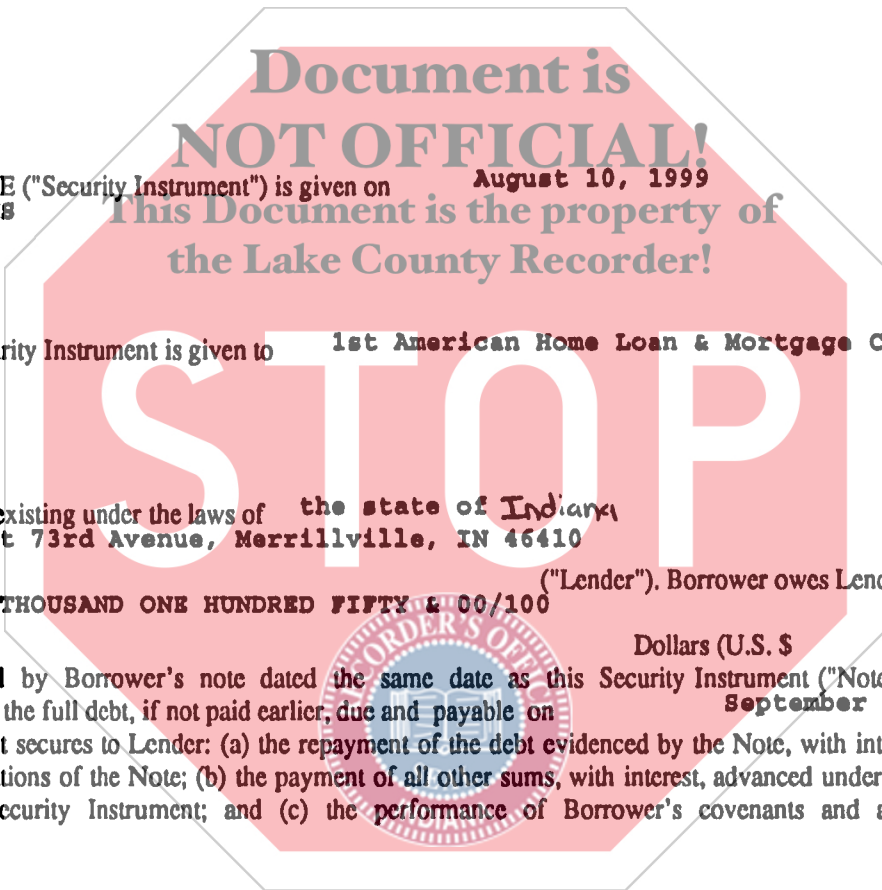 Document is
NOT OFFICIAL!
E ("Security Instrument") is given on August 10, 1999
S
This Document is the property of
the Lake County Recorder!
rity Instrument is given to 1st American Home Loan & Mortgage C
STOP
existing under the laws of the state of Indiana
t 73rd Avenue, Merrillville, IN 46410
("Lender"). Borrower owes Lend
THOUSAND ONE HUNDRED FIFTY & 00/100
Dollars (U.S. $
d by Borrower's note dated the same date as this Security Instrument ("Note
the full debt, if not paid earlier, due and payable on September
t secures to Lender: (a) the repayment of the debt evidenced by the Note, with int
tions of the Note; (b) the payment of all other sums, with interest, advanced under
ecurity Instrument; and (c) the performance of Borrower's covenants and a
RECORDER'S OFFIC
INDIANA